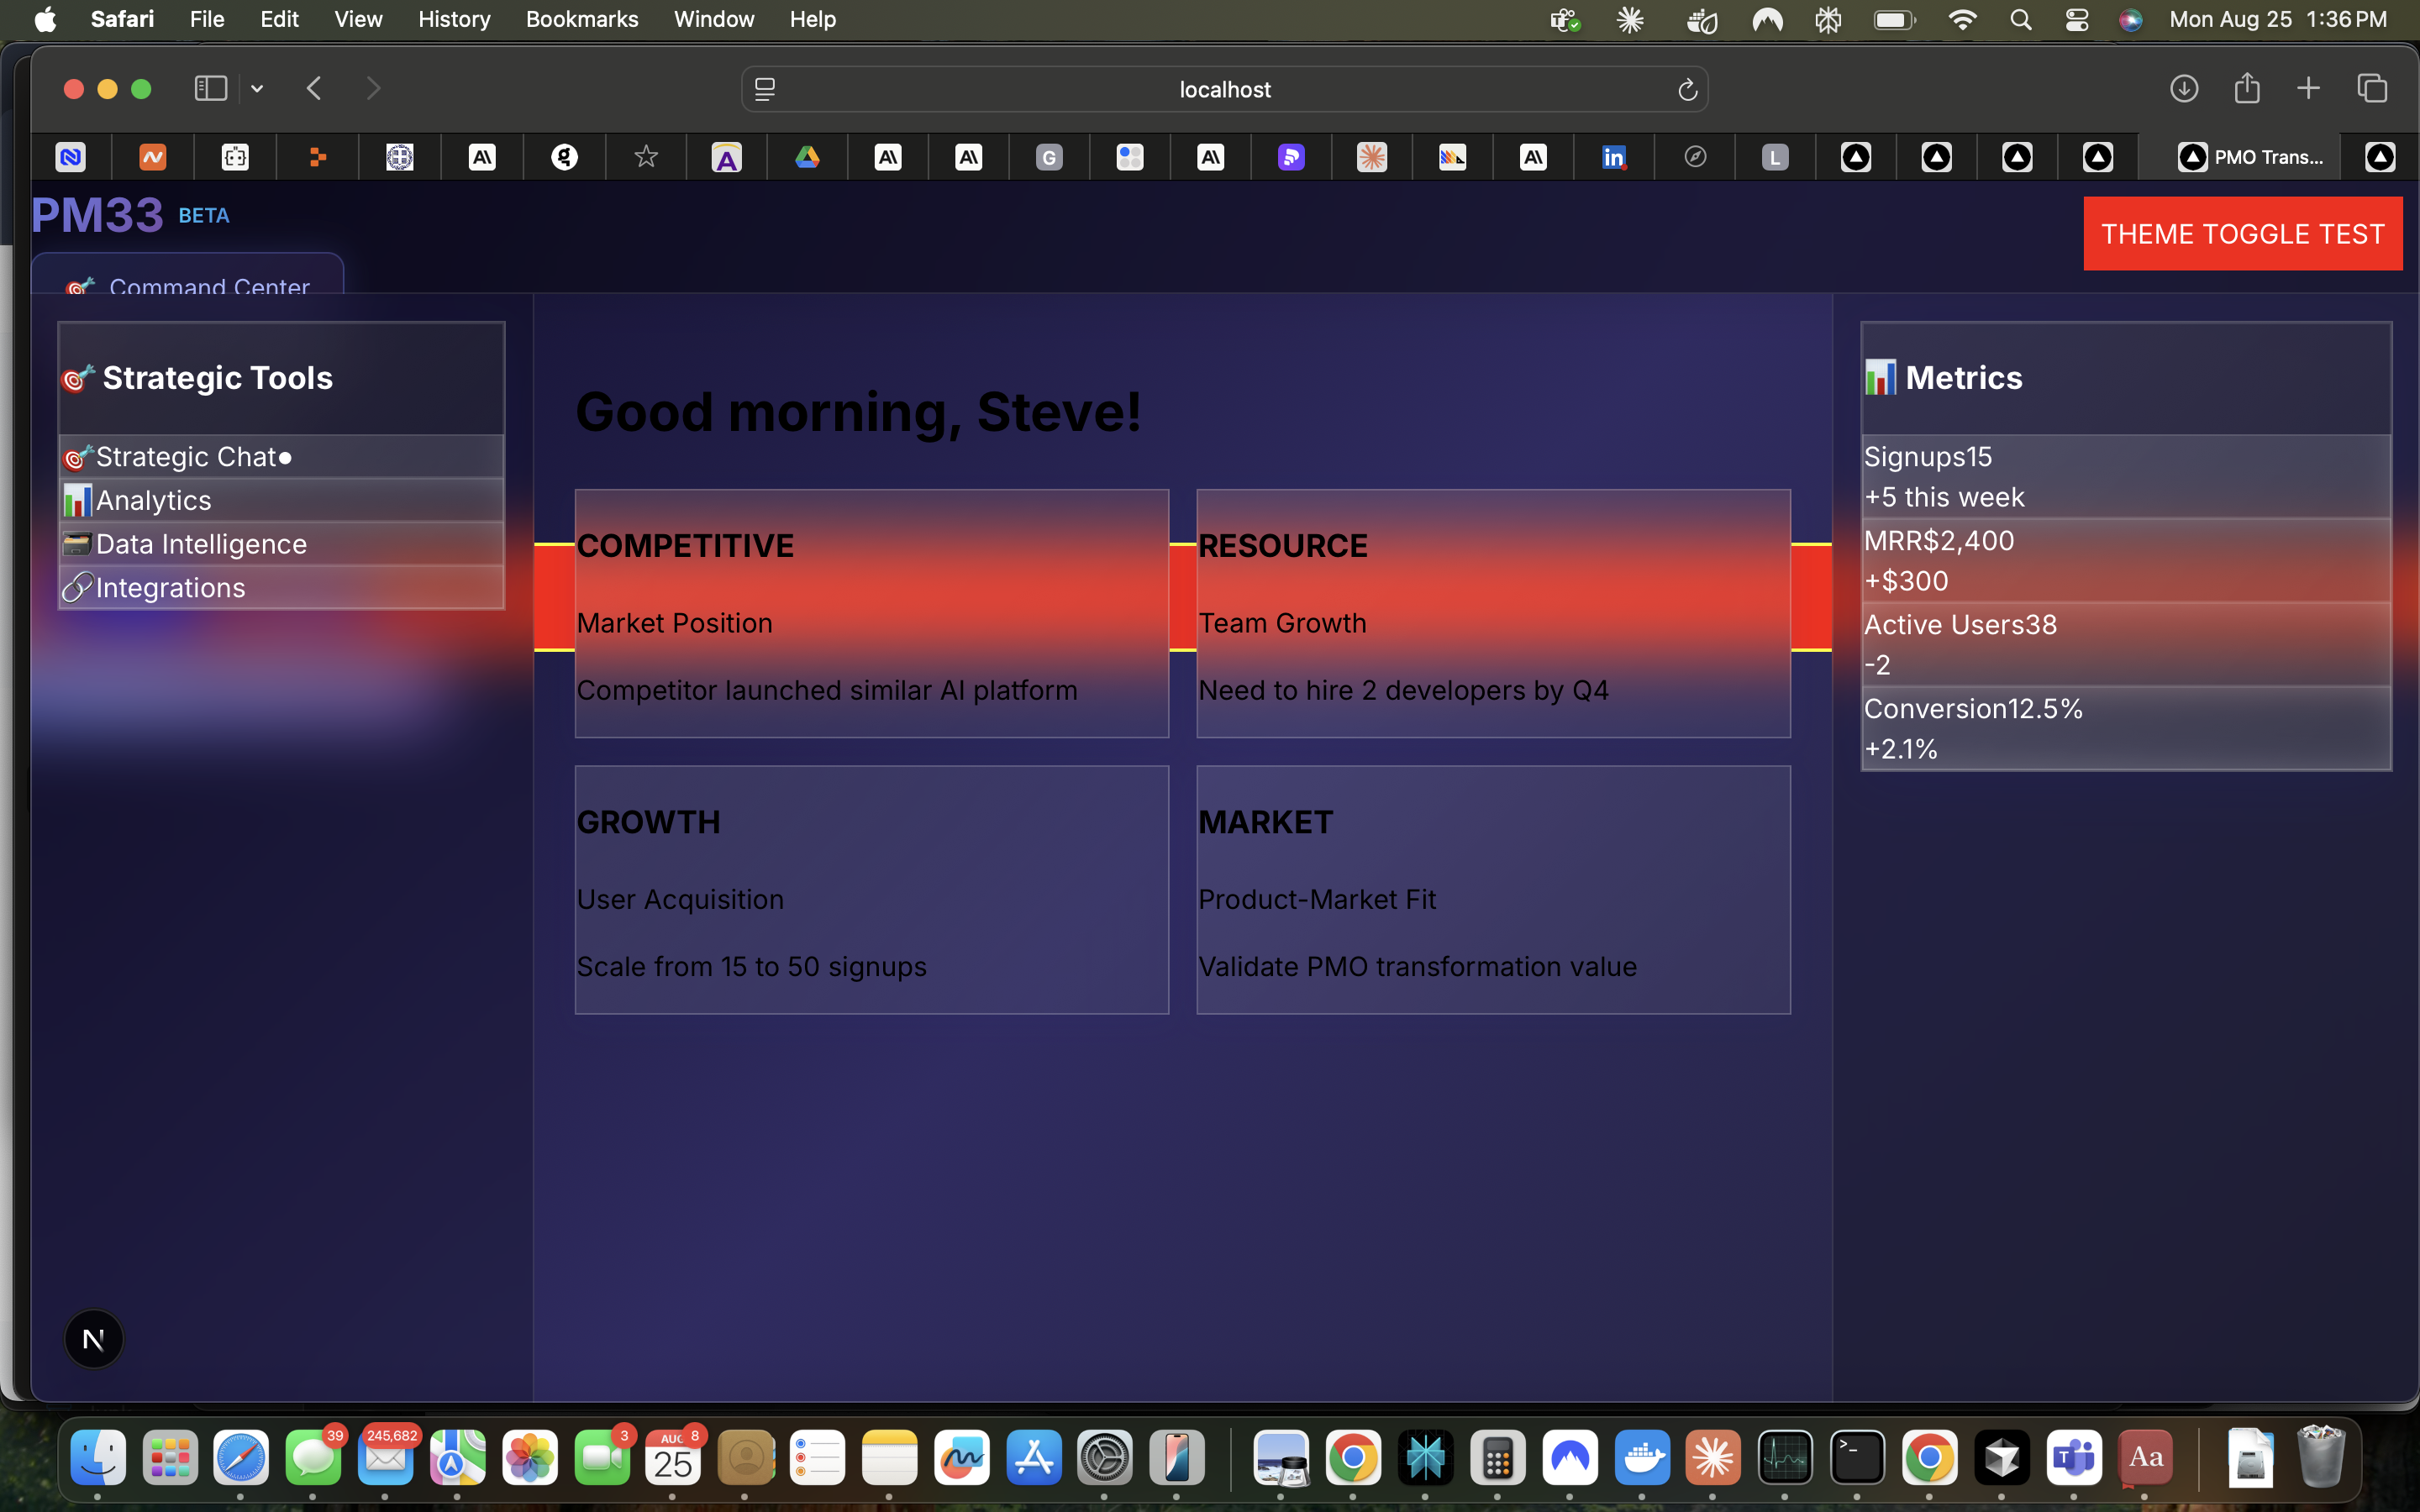 Safari File Edit View History Bookmarks Window Help Mon Aug 25 1:36 PM
localhost
G
L
PMO Trans...
PM33 BETA
THEME TOGGLE TEST
🎯 Command Center
🎯 Strategic Tools
🎯Strategic Chat●
📊Analytics
🗃️Data Intelligence
🔗Integrations
Good morning, Steve!
COMPETITIVE
Market Position
Competitor launched similar AI platform
RESOURCE
Team Growth
Need to hire 2 developers by Q4
GROWTH
User Acquisition
Scale from 15 to 50 signups
MARKET
Product-Market Fit
Validate PMO transformation value
📊 Metrics
Signups15
+5 this week
MRR$2,400
+$300
Active Users38
-2
Conversion12.5%
+2.1%
N
39
245,682
3
AUG 8
25
Aa